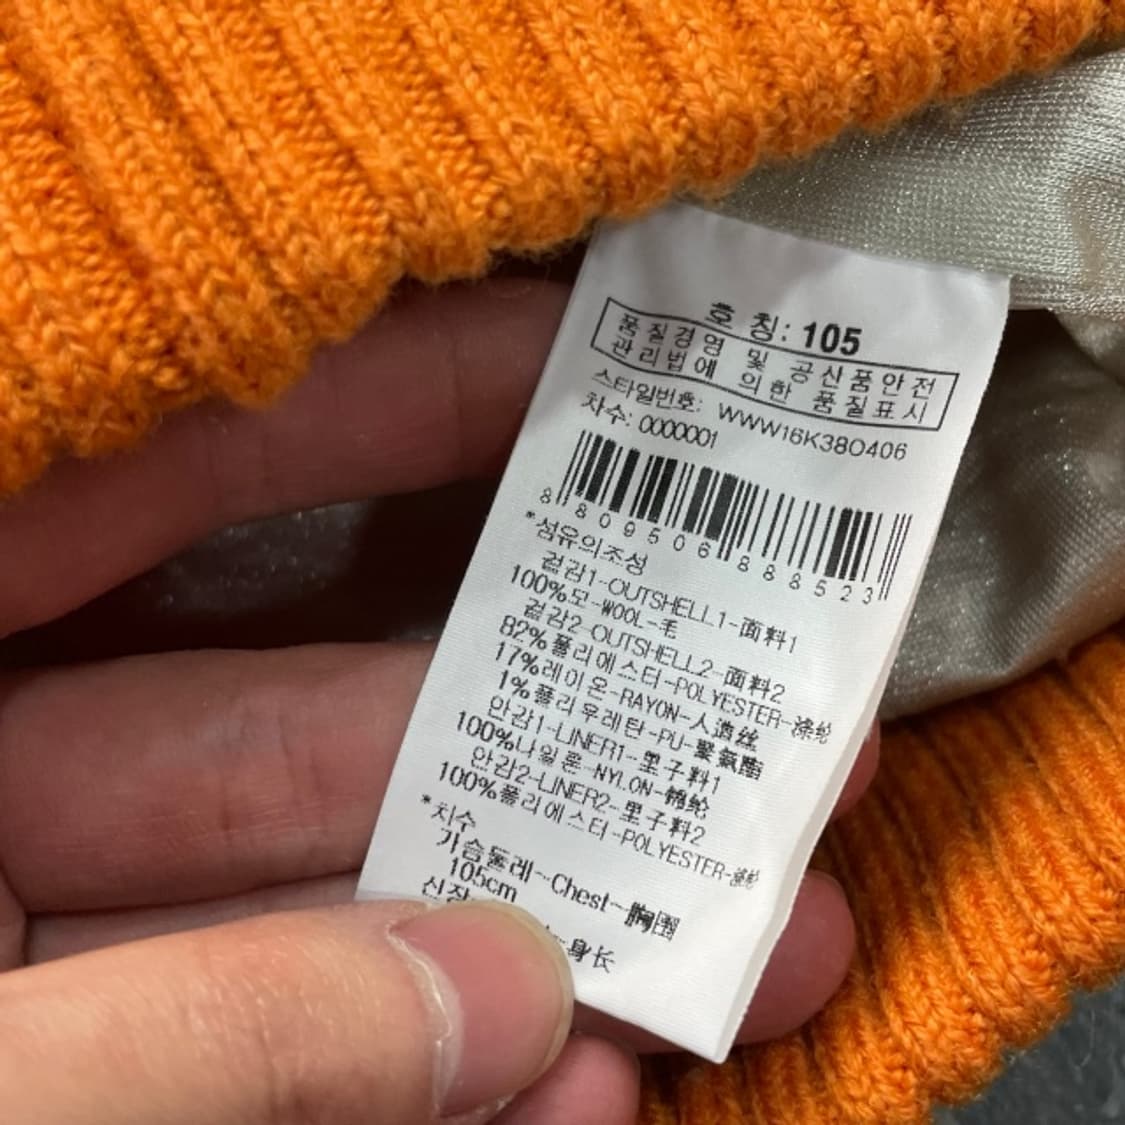 호 칭: 105
품질경영 및 공산품안전
관리법에 의한 품질표시
스타일번호: WWW16K38O406
차수: 0000001
8 809506 888523
*섬유의조성
겉감1-OUTSHELL1-面料1
100%모-WOOL-毛
겉감2-OUTSHELL2-面料2
82%폴리에스터-POLYESTER-涤纶
17%레이온-RAYON-人造丝
1%폴리우레탄-PU-聚氨酯
안감1-LINER1-里子料1
100%나일론-NYLON-锦纶
안감2-LINER2-里子料2
100%폴리에스터-POLYESTER-涤纶
*치수
가슴둘레-Chest-胸围
105cm
신장 -身长